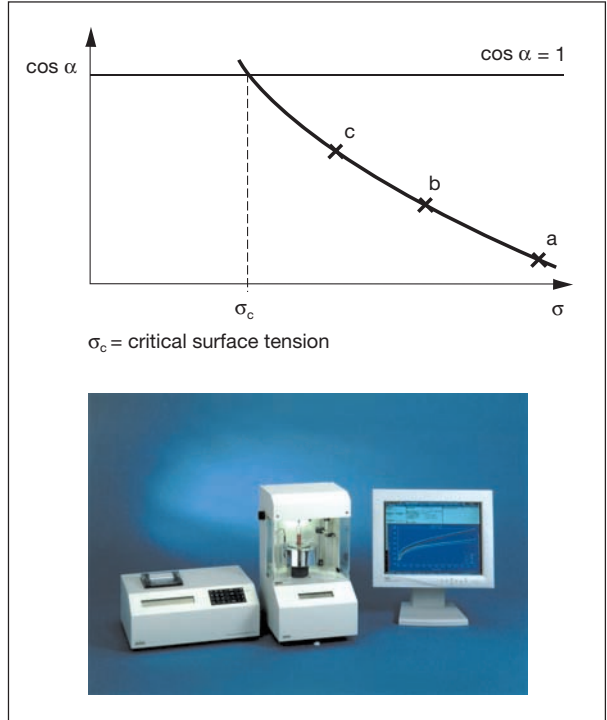 cos α
cos α = 1
c
b
a
σc
σ
σc = critical surface tension